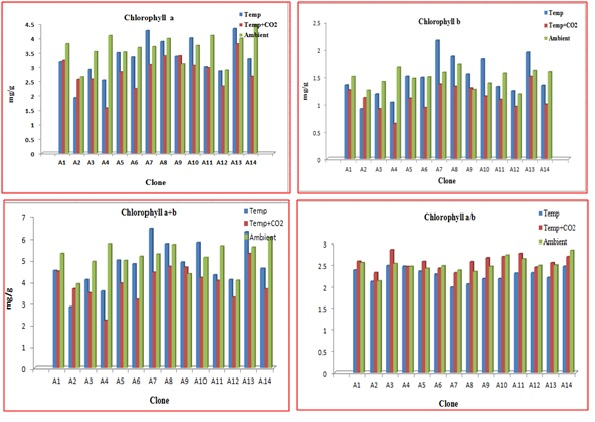 Chlorophyll a
Temp
Temp+CO2
Ambient
4.5
4
3.5
3
2.5
2
1.5
1
0.5
0
mg/g
A1 A2 A3 A4 A5 A6 A7 A8 A9 A10 A11 A12 A13 A14
Clone
Chlorophyll b
Temp
Temp+CO2
Ambient
2.5
2
1.5
1
0.5
0
mg/g
A1 A2 A3 A4 A5 A6 A7 A8 A9 A10 A11 A12 A13 A14
Clone
Chlorophyll a+b
Temp
Temp+CO2
Ambient
7
6
5
4
3
2
1
0
mg/g
A1 A2 A3 A4 A5 A6 A7 A8 A9 A10 A11 A12 A13 A14
Clone
Chlorophyll a/b
Temp
Temp+CO2
Ambient
3
2.5
2
1.5
1
0.5
0
A1 A2 A3 A4 A5 A6 A7 A8 A9 A10 A11 A12 A13 A14
Clone